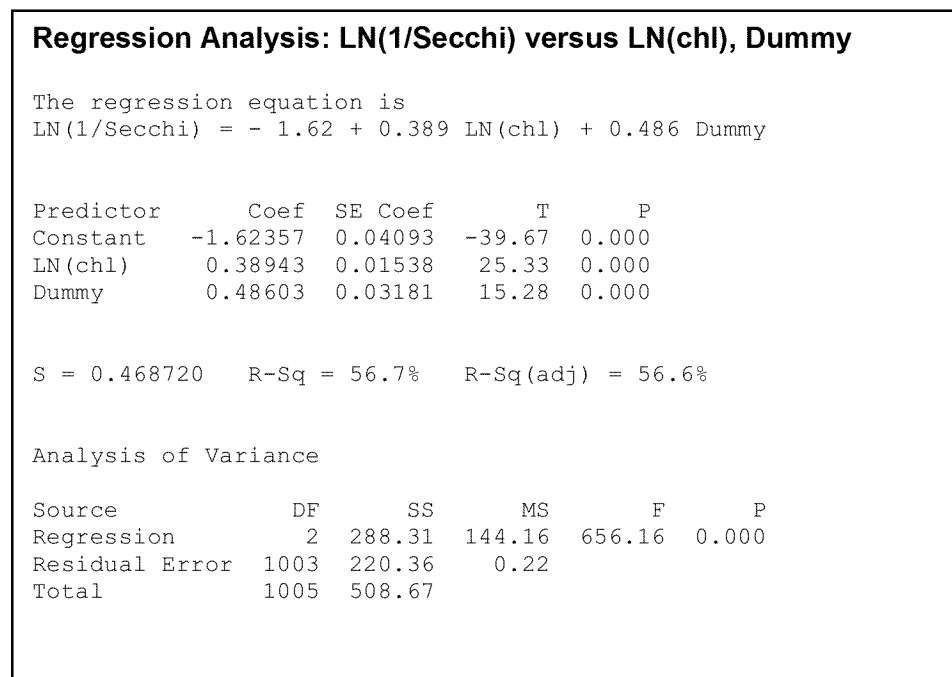 Regression Analysis: LN(1/Secchi) versus LN(chl), Dummy
The regression equation is
LN(1/Secchi) = - 1.62 + 0.389 LN(chl) + 0.486 Dummy
Predictor Coef SE Coef T P
Constant -1.62357 0.04093 -39.67 0.000
LN(chl) 0.38943 0.01538 25.33 0.000
Dummy 0.48603 0.03181 15.28 0.000
S = 0.468720 R-Sq = 56.7% R-Sq(adj) = 56.6%
Analysis of Variance
Source DF SS MS F P
Regression 2 288.31 144.16 656.16 0.000
Residual Error 1003 220.36 0.22
Total 1005 508.67